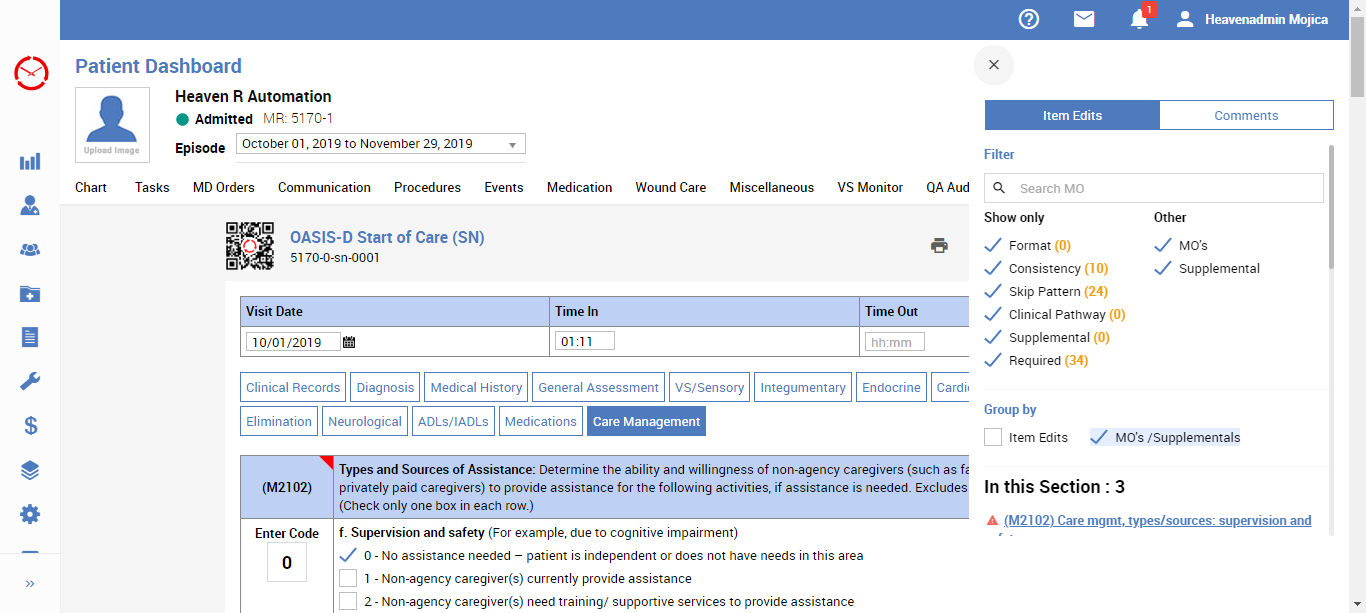 1
Heavenadmin Mojica
Patient Dashboard
Upload Image
Heaven R Automation
Admitted MR: 5170-1
Episode October 01, 2019 to November 29, 2019
Chart Tasks MD Orders Communication Procedures Events Medication Wound Care Miscellaneous VS Monitor QA Aud
OASIS-D Start of Care (SN)
5170-0-sn-0001
Visit Date Time In Time Out
10/01/2019 01:11 hh:mm
Clinical Records Diagnosis Medical History General Assessment VS/Sensory Integumentary Endocrine Cardic
Elimination Neurological ADLs/IADLs Medications Care Management
(M2102)
Types and Sources of Assistance: Determine the ability and willingness of non-agency caregivers (such as fa
privately paid caregivers) to provide assistance for the following activities, if assistance is needed. Excludes
(Check only one box in each row.)
Enter Code
0
f. Supervision and safety (For example, due to cognitive impairment)
0 - No assistance needed – patient is independent or does not have needs in this area
1 - Non-agency caregiver(s) currently provide assistance
2 - Non-agency caregiver(s) need training/ supportive services to provide assistance
Item Edits Comments
Filter
Search MO
Show only Other
Format (0) MO's
Consistency (10) Supplemental
Skip Pattern (24)
Clinical Pathway (0)
Supplemental (0)
Required (34)
Group by
Item Edits MO's /Supplementals
In this Section : 3
(M2102) Care mgmt, types/sources: supervision and